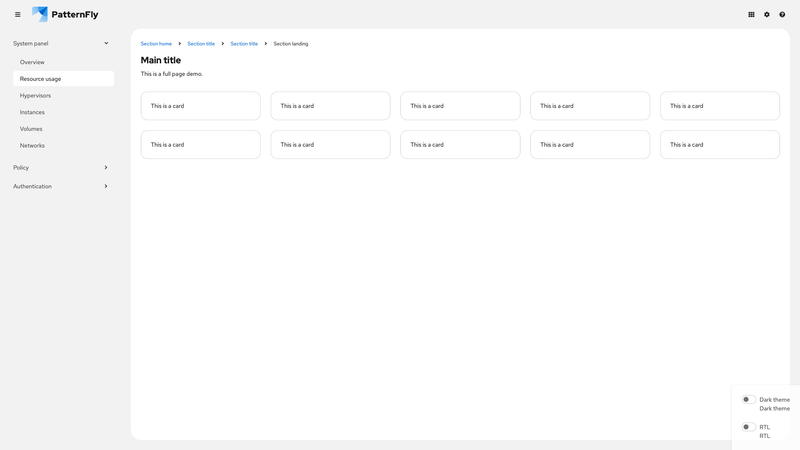 PatternFly
System panel
Overview
Resource usage
Hypervisors
Instances
Volumes
Networks
Policy
Authentication
Section home Section title Section title Section landing
Main title
This is a full page demo.
This is a card This is a card This is a card This is a card This is a card
This is a card This is a card This is a card This is a card This is a card
Dark theme
Dark theme
RTL
RTL